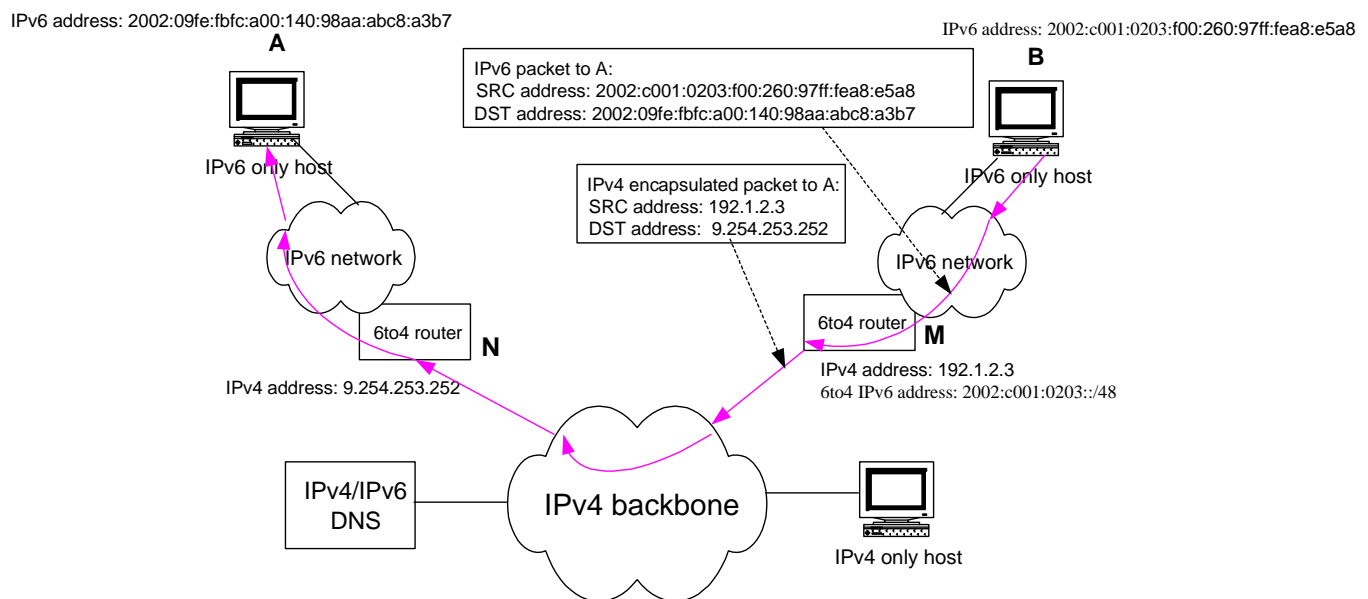 IPv6 address: 2002:09fe:fbfc:a00:140:98aa:abc8:a3b7
A
IPv6 address: 2002:c001:0203:f00:260:97ff:fea8:e5a8
B
IPv6 packet to A:
SRC address: 2002:c001:0203:f00:260:97ff:fea8:e5a8
DST address: 2002:09fe:fbfc:a00:140:98aa:abc8:a3b7
IPv6 only host
IPv6 only host
IPv4 encapsulated packet to A:
SRC address: 192.1.2.3
DST address: 9.254.253.252
IPv6 network
IPv6 network
6to4 router
N
6to4 router
M
IPv4 address: 9.254.253.252
IPv4 address: 192.1.2.3
6to4 IPv6 address: 2002:c001:0203::/48
IPv4/IPv6
DNS
IPv4 backbone
IPv4 only host